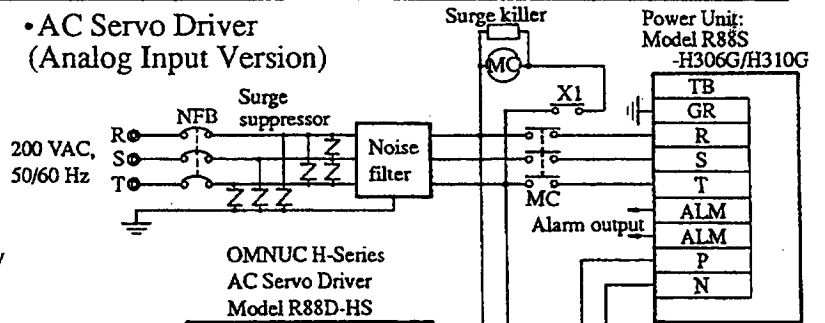 • AC Servo Driver
(Analog Input Version)
Surge killer
MC
X1
Power Unit:
Model R88S
-H306G/H310G
TB
GR
R
S
T
ALM
ALM
P
N
NFB
Surge
suppressor
200 VAC,
50/60 Hz
R
S
T
Noise
filter
MC
Alarm output
OMNUC H-Series
AC Servo Driver
Model R88D-HS